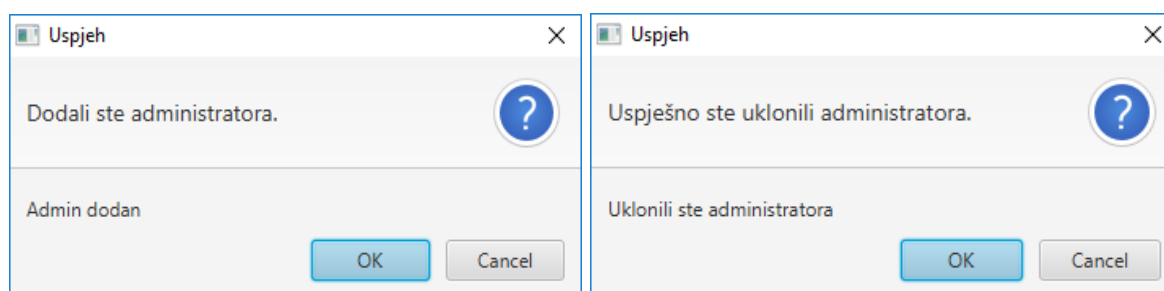 Uspjeh
Dodali ste administratora.
?
Admin dodan
OK
Cancel
Uspjeh
Uspješno ste uklonili administratora.
?
Uklonili ste administratora
OK
Cancel